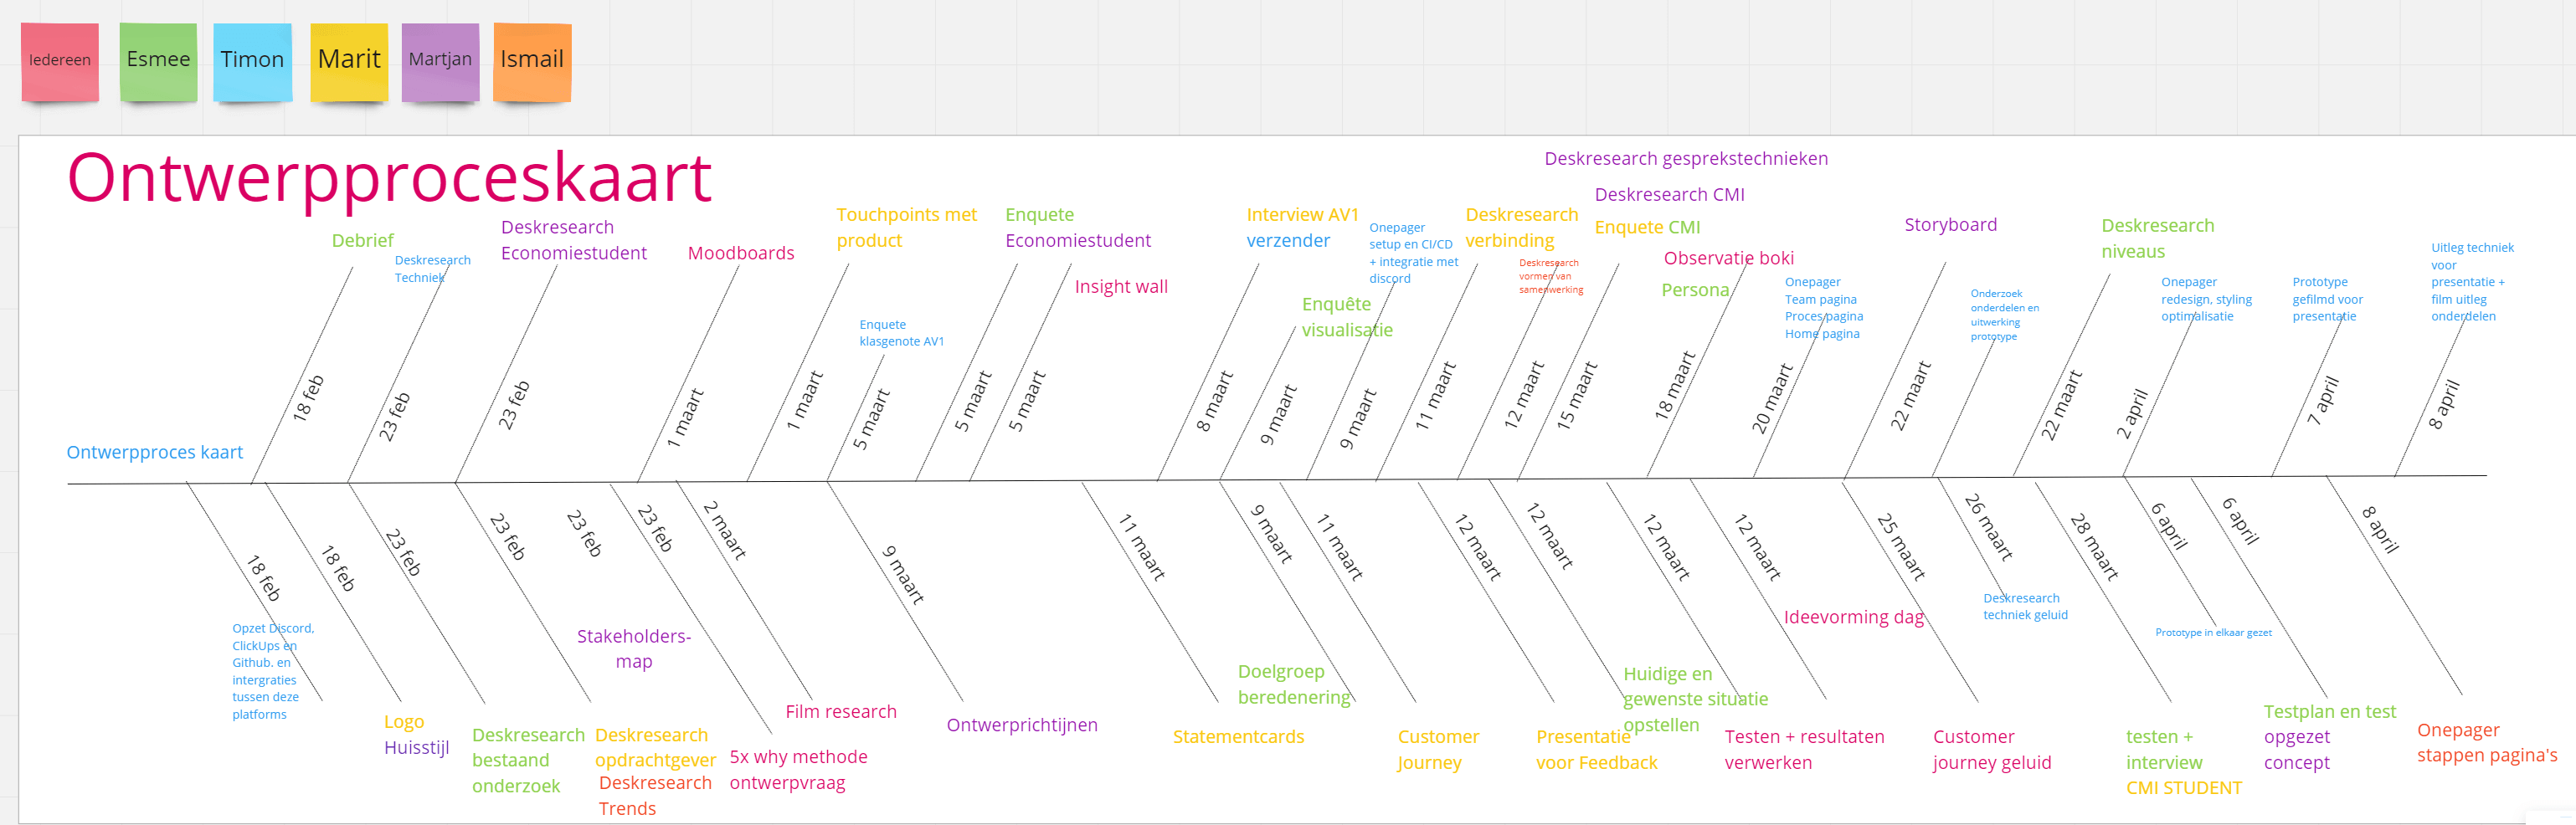 Iedereen
Esmee
Timon
Marit
Martjan
Ismail
Ontwerpproceskaart
Debrief
Deskresearch
Techniek
Deskresearch
Economiestudent
Moodboards
Touchpoints met
product
Enquete
klasgenote AV1
Enquete
Economiestudent
Insight wall
Interview AV1
verzender
Enquête
visualisatie
Onepager
setup en CI/CD
+ integratie met
discord
Deskresearch
verbinding
Deskresearch
vormen van
samenwerking
Deskresearch gesprekstechnieken
Deskresearch CMI
Enquete CMI
Observatie boki
Persona
Onepager
Team pagina
Proces pagina
Home pagina
Storyboard
Onderzoek
onderdelen en
uitwerking
prototype
Deskresearch
niveaus
Onepager
redesign, styling
optimalisatie
Prototype
gefilmd voor
presentatie
Uitleg techniek
voor
presentatie +
film uitleg
onderdelen
18 feb
23 feb
23 feb
1 maart
1 maart
5 maart
5 maart
5 maart
8 maart
9 maart
9 maart
11 maart
12 maart
15 maart
18 maart
20 maart
22 maart
22 maart
2 april
7 april
8 april
Ontwerpproces kaart
18 feb
18 feb
23 feb
23 feb
23 feb
23 feb
2 maart
9 maart
11 maart
9 maart
11 maart
12 maart
12 maart
12 maart
12 maart
25 maart
26 maart
28 maart
6 april
6 april
8 april
Opzet Discord,
ClickUps en
Github. en
intergraties
tussen deze
platforms
Logo
Huisstijl
Deskresearch
bestaand
onderzoek
Deskresearch
opdrachtgever
Deskresearch
Trends
Stakeholders-
map
5x why methode
ontwerpvraag
Film research
Ontwerprichtijnen
Statementcards
Doelgroep
beredenering
Customer
Journey
Presentatie
voor Feedback
Huidige en
gewenste situatie
opstellen
Testen + resultaten
verwerken
Ideevorming dag
Customer
journey geluid
Deskresearch
techniek geluid
testen +
interview
CMI STUDENT
Prototype in elkaar gezet
Testplan en test
opgezet
concept
Onepager
stappen pagina's